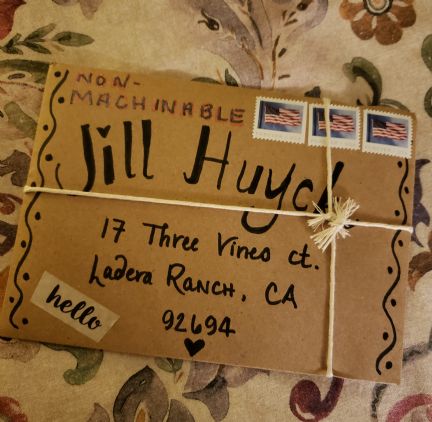 NON-
MACHINABLE
Jill Huyck
17 Three Vines ct.
Ladera RANCH, CA
92694
hello